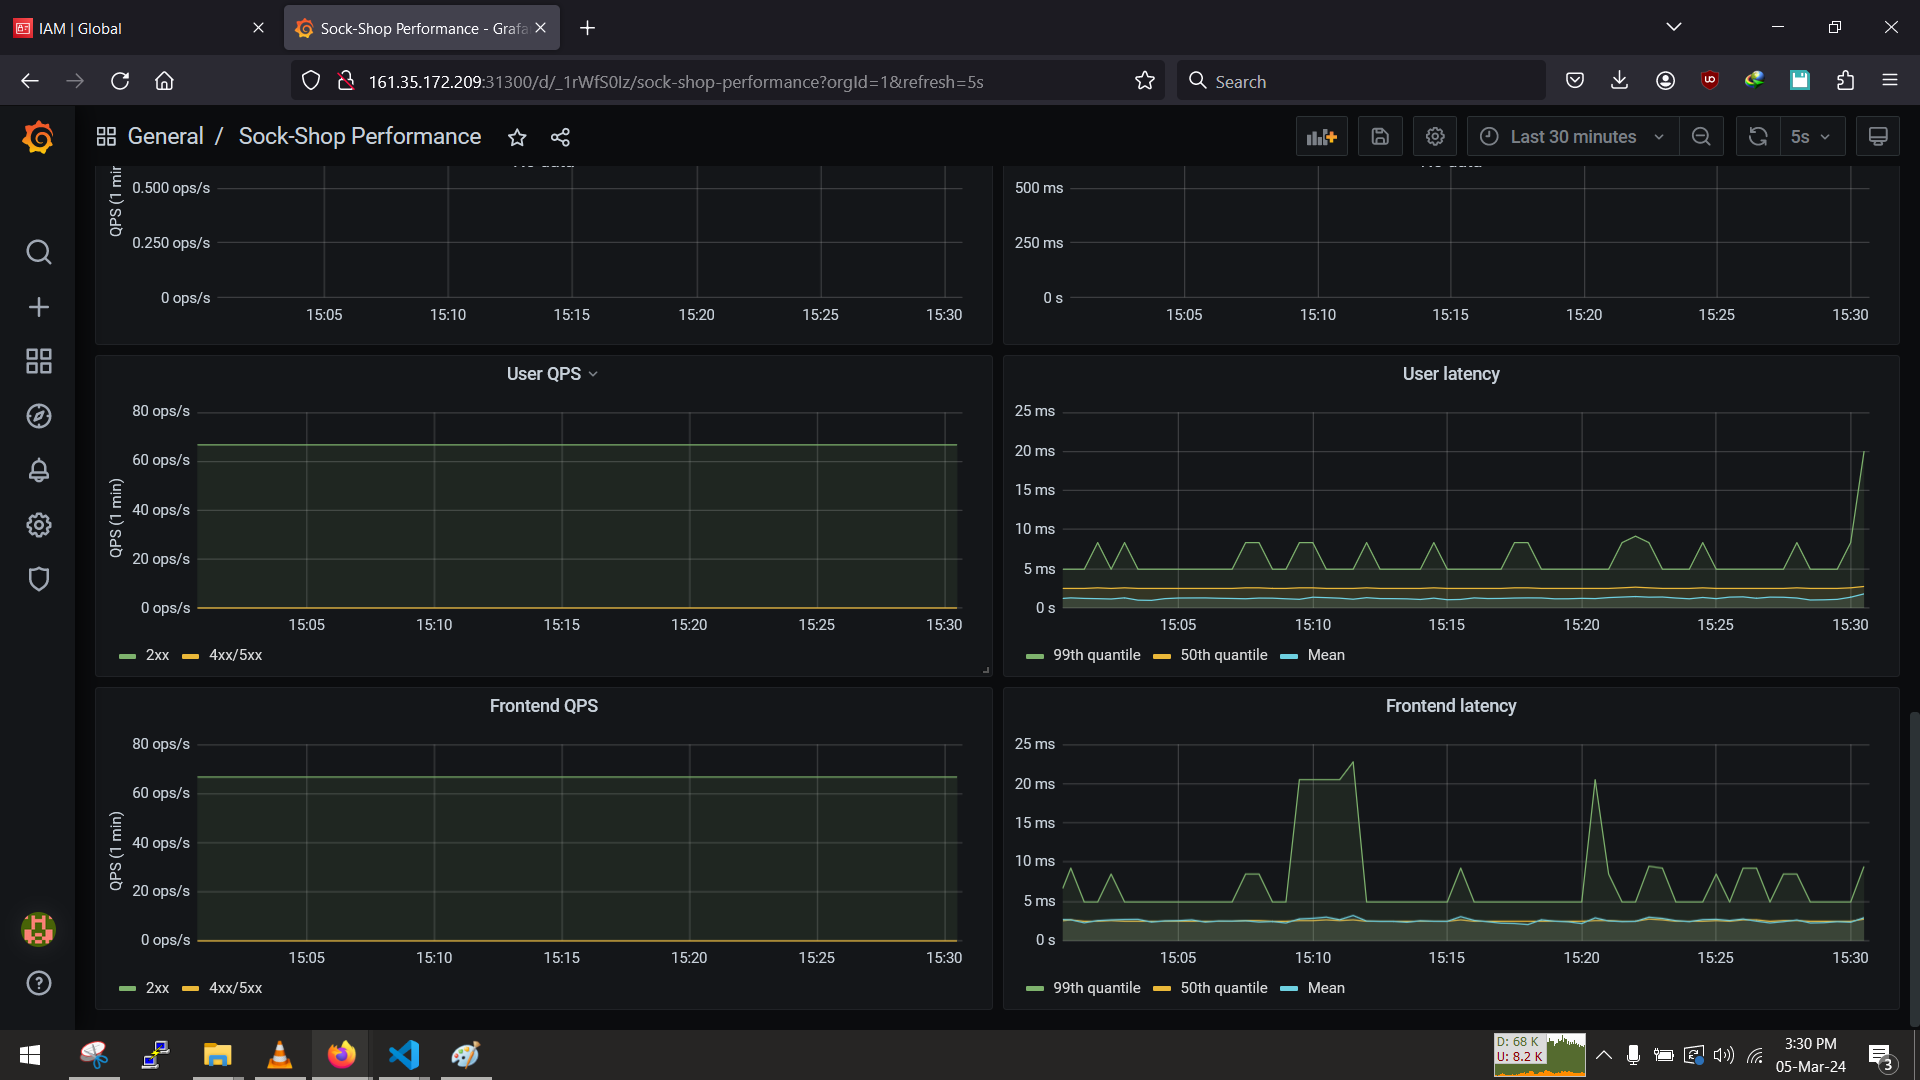 IAM | Global
Sock-Shop Performance - Grafa
161.35.172.209:31300/d/_1rWfS0Iz/sock-shop-performance?orgId=1&refresh=5s
Search
General / Sock-Shop Performance
Last 30 minutes
5s
QPS (1 min
0.500 ops/s
0.250 ops/s
0 ops/s
15:05 15:10 15:15 15:20 15:25 15:30
No data
500 ms
250 ms
0 s
15:05 15:10 15:15 15:20 15:25 15:30
User QPS
QPS (1 min)
80 ops/s
60 ops/s
40 ops/s
20 ops/s
0 ops/s
15:05 15:10 15:15 15:20 15:25 15:30
2xx 4xx/5xx
User latency
25 ms
20 ms
15 ms
10 ms
5 ms
0 s
15:05 15:10 15:15 15:20 15:25 15:30
99th quantile 50th quantile Mean
Frontend QPS
QPS (1 min)
80 ops/s
60 ops/s
40 ops/s
20 ops/s
0 ops/s
15:05 15:10 15:15 15:20 15:25 15:30
2xx 4xx/5xx
Frontend latency
25 ms
20 ms
15 ms
10 ms
5 ms
0 s
15:05 15:10 15:15 15:20 15:25 15:30
99th quantile 50th quantile Mean
D: 68 K
U: 8.2 K
3:30 PM
05-Mar-24
3